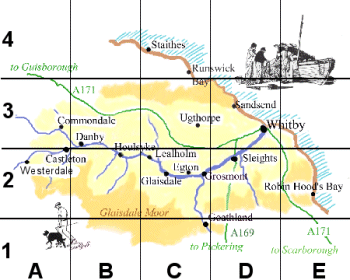 4
Staithes
to Guisborough
Runswick
Bay
A171
3
Sandsend
Commondale
Ugthorpe
Whitby
Danby
Houlsyke
Lealholm
Castleton
Egton
Sleights
Westerdale
2
Glaisdale
Grosmont
Robin Hood's Bay
Glaisdale Moor
Goathland
A169
A171
1
to Pickering
to Scarborough
A
B
C
D
E